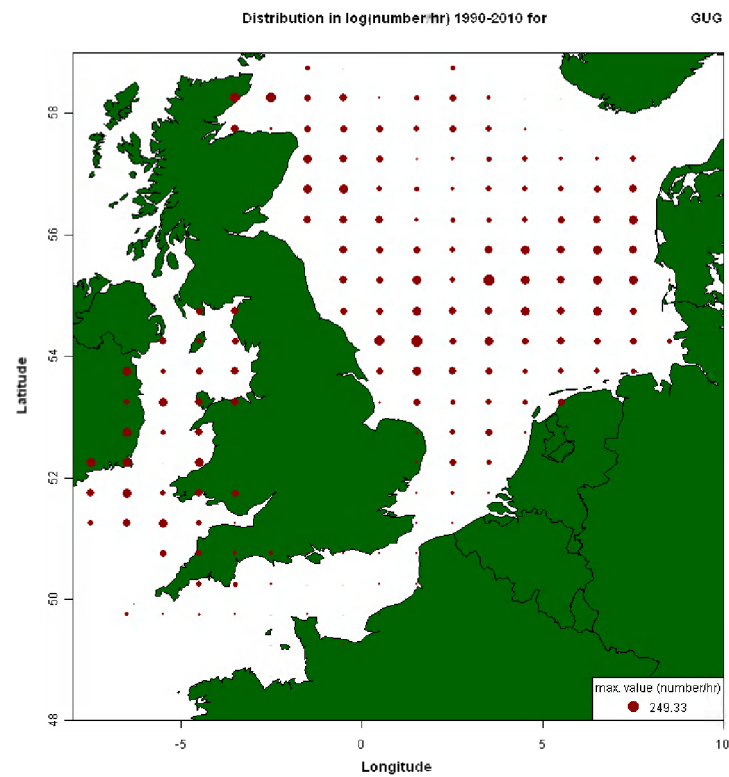 Distribution in log(number/hr) 1990-2010 for GUG
58
56
54
52
50
48
Latitude
-5 0 5 10
Longitude
max. value (number/hr)
249.33